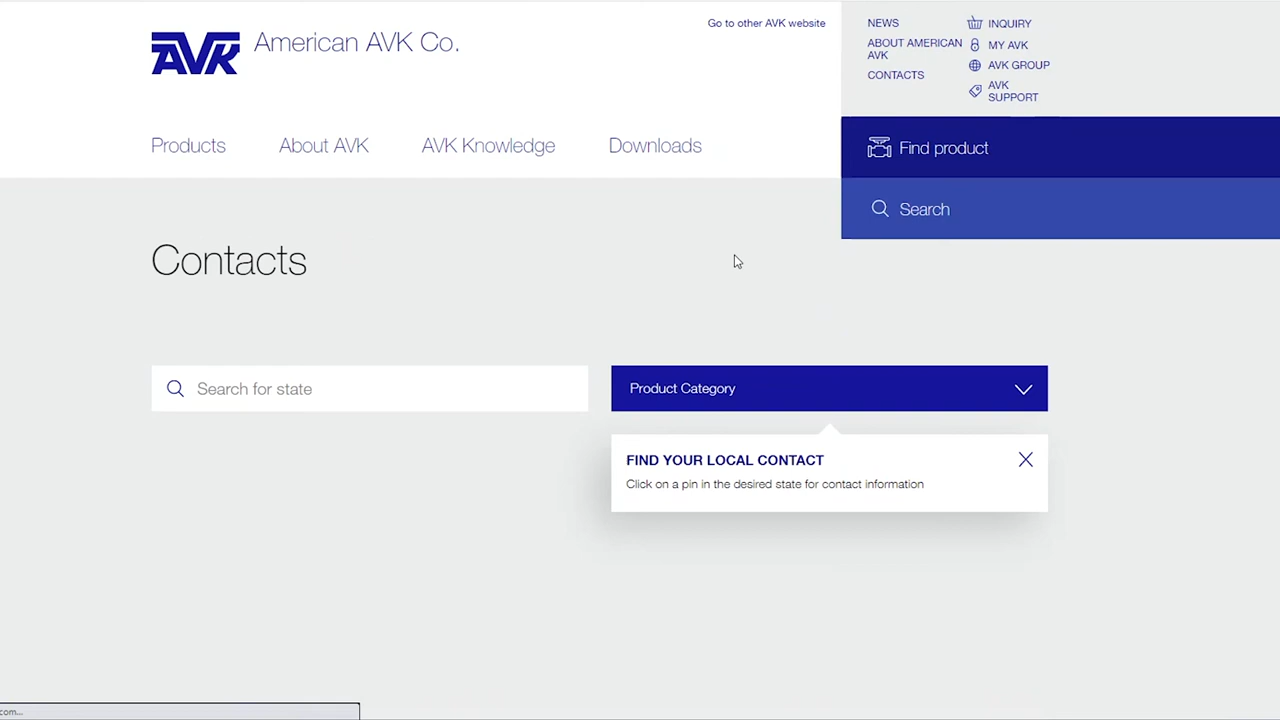 AVK
American AVK Co.
Go to other AVK website
NEWS
ABOUT AMERICAN
AVK
CONTACTS
INQUIRY
MY AVK
AVK GROUP
AVK
SUPPORT
Products
About AVK
AVK Knowledge
Downloads
Find product
Search
Contacts
Search for state
Product Category
FIND YOUR LOCAL CONTACT
Click on a pin in the desired state for contact information
com...